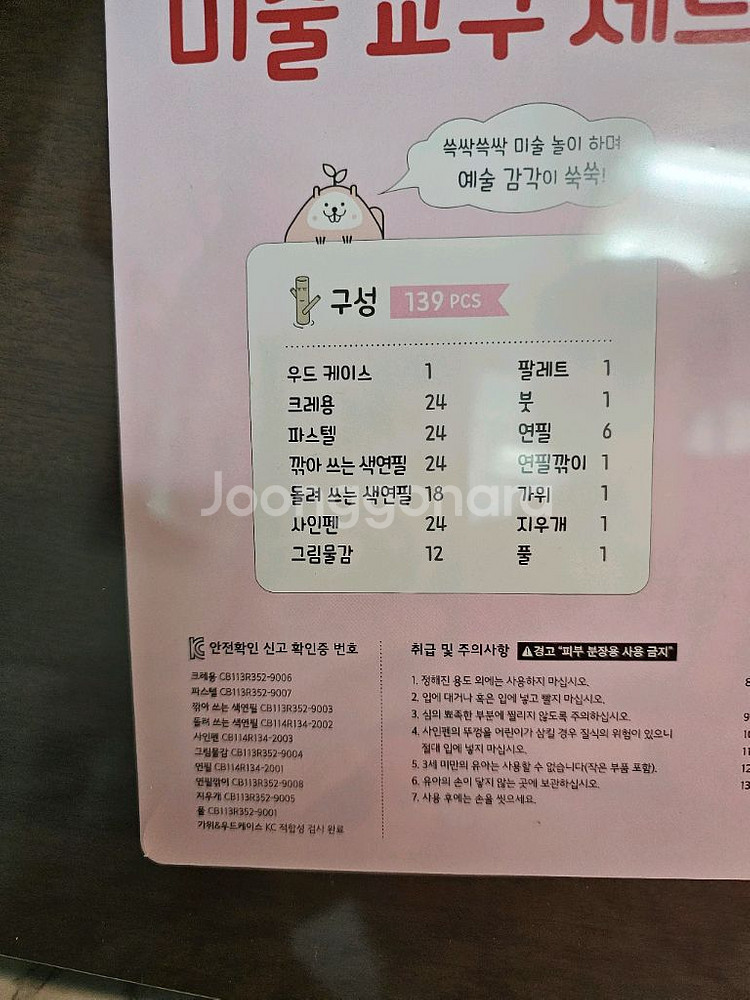 미술 교구 세트
쓱싹쓱싹 미술 놀이 하며
예술 감각이 쑥쑥!
구성 139 PCS
우드 케이스 1
크레용 24
파스텔 24
깎아 쓰는 색연필 24
돌려 쓰는 색연필 18
사인펜 24
그림물감 12
팔레트 1
붓 1
연필 6
연필깎이 1
가위 1
지우개 1
풀 1
Joonggonara
KC 안전확인 신고 확인증 번호
크레용 CB113R352-9006
파스텔 CB113R352-9007
깎아 쓰는 색연필 CB113R352-9003
돌려 쓰는 색연필 CB114R134-2002
사인펜 CB114R134-2003
그림물감 CB113R352-9004
연필 CB114R134-2001
연필깎이 CB113R352-9008
지우개 CB113R352-9005
풀 CB113R352-9001
가위&우드케이스 KC 적합성 검시 완료
취급 및 주의사항 경고 "피부 분장용 사용 금지"
1. 정해진 용도 외에는 사용하지 마십시오.
2. 입에 대거나 혹은 입에 넣고 빨지 마십시오.
3. 심의 뾰족한 부분에 찔리지 않도록 주의하십시오.
4. 사인펜의 뚜껑을 어린이가 삼킬 경우 질식의 위험이 있으니
절대 입에 넣지 마십시오.
5. 3세 미만의 유아는 사용할 수 없습니다(작은 부품 포함).
6. 유아의 손이 닿지 않는 곳에 보관하십시오.
7. 사용 후에는 손을 씻으세요.
8
9
10
11
12
13